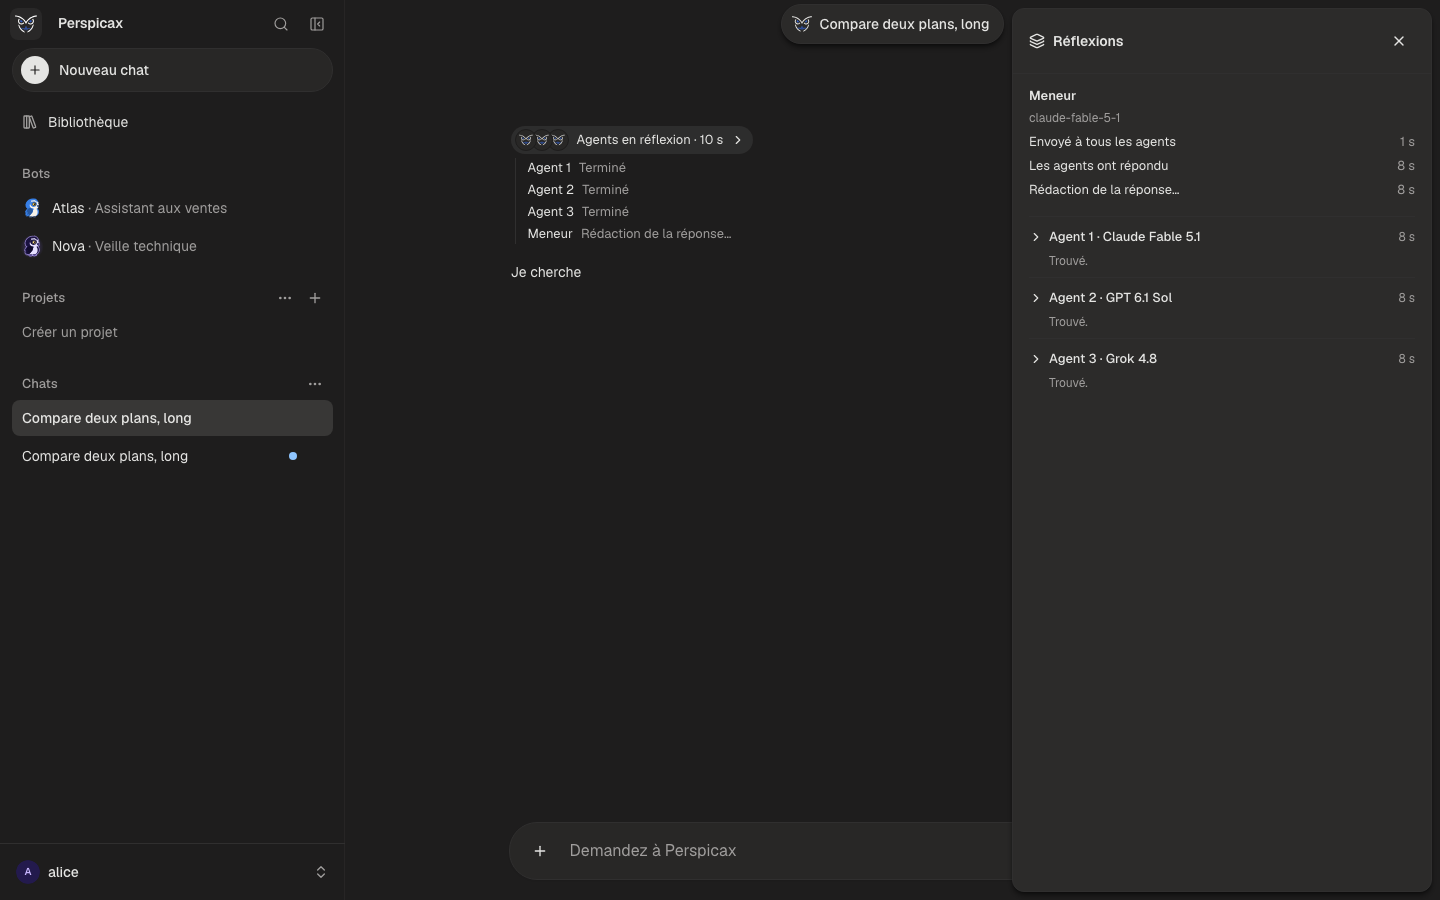 Perspicax
Nouveau chat
Bibliothèque
Bots
Atlas · Assistant aux ventes
Nova · Veille technique
Projets
Créer un projet
Chats
Compare deux plans, long
Compare deux plans, long
A alice
Compare deux plans, long
Agents en réflexion · 10 s
Agent 1 Terminé
Agent 2 Terminé
Agent 3 Terminé
Meneur Rédaction de la réponse…
Je cherche
Demandez à Perspicax
Réflexions
Meneur
claude-fable-5-1
Envoyé à tous les agents 1 s
Les agents ont répondu 8 s
Rédaction de la réponse… 8 s
Agent 1 · Claude Fable 5.1 8 s
Trouvé.
Agent 2 · GPT 6.1 Sol 8 s
Trouvé.
Agent 3 · Grok 4.8 8 s
Trouvé.